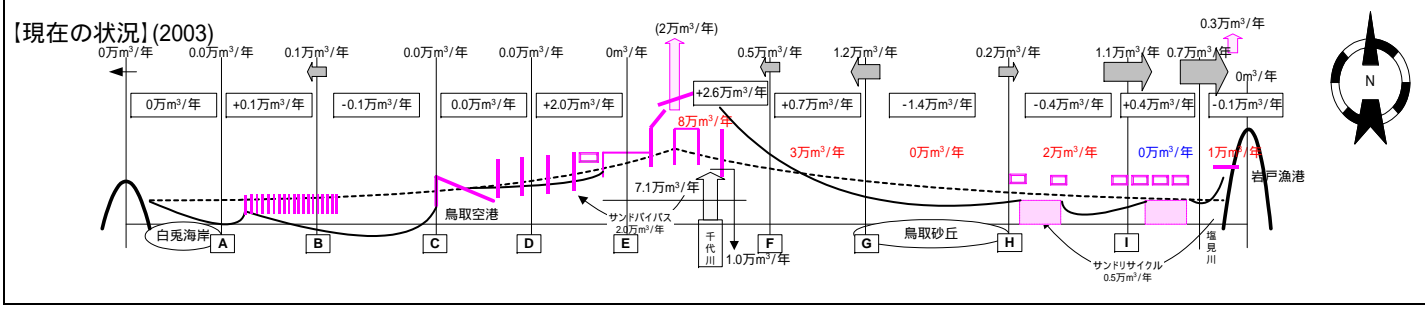 【現在の状況】(2003)
0万m³/年 0.0万m³/年 0.1万m³/年 0.0万m³/年 0.0万m³/年 0m³/年 (2万m³/年) 0.5万m³/年 1.2万m³/年 0.2万m³/年 1.1万m³/年 0.7万m³/年 0.3万m³/年
0m³/年
0万m³/年 +0.1万m³/年 -0.1万m³/年 0.0万m³/年 +2.0万m³/年 +2.6万m³/年 +0.7万m³/年 -1.4万m³/年 -0.4万m³/年 +0.4万m³/年 -0.1万m³/年
8万m³/年 3万m³/年 0万m³/年 2万m³/年 0万m³/年 1万m³/年
N
岩戸漁港
7.1万m³/年
鳥取空港
サンドバイパス
2.0万m³/年
白兎海岸 A B C D E 千代川 F G 鳥取砂丘 H I 塩見川
1.0万m³/年
サンドリサイクル
0.5万m³/年